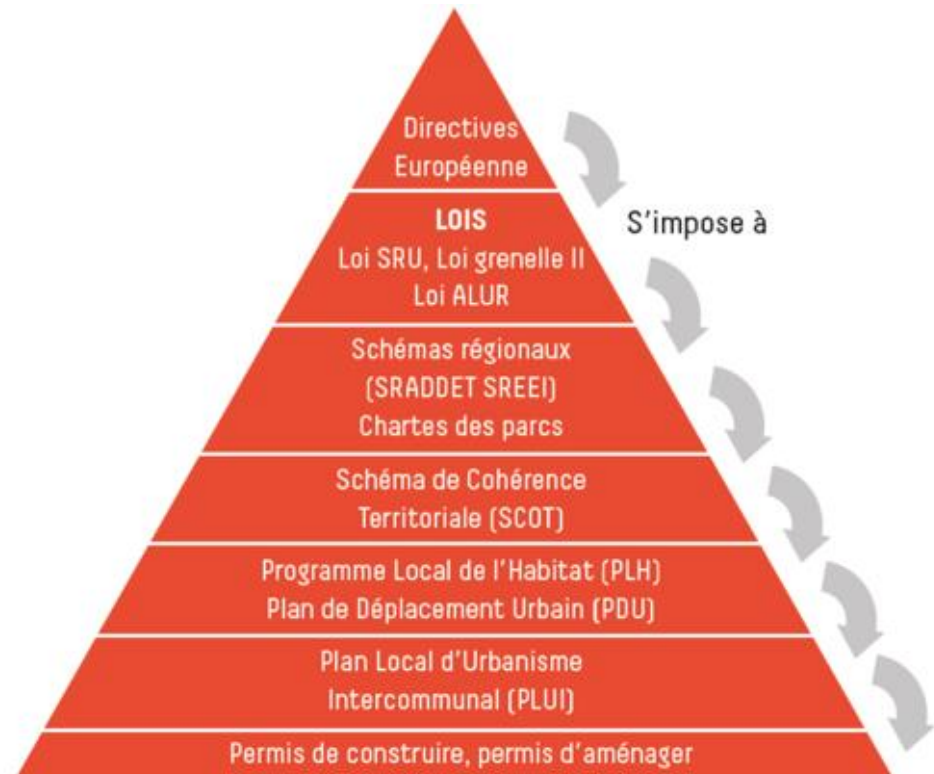 Directives
Européenne
S'impose à
LOIS
Loi SRU, Loi grenelle II
Loi ALUR
Schémas régionaux
(SRADDET SREEI)
Chartes des parcs
Schéma de Cohérence
Territoriale (SCOT)
Programme Local de l'Habitat (PLH)
Plan de Déplacement Urbain (PDU)
Plan Local d'Urbanisme
Intercommunal (PLUI)
Permis de construire, permis d'aménager